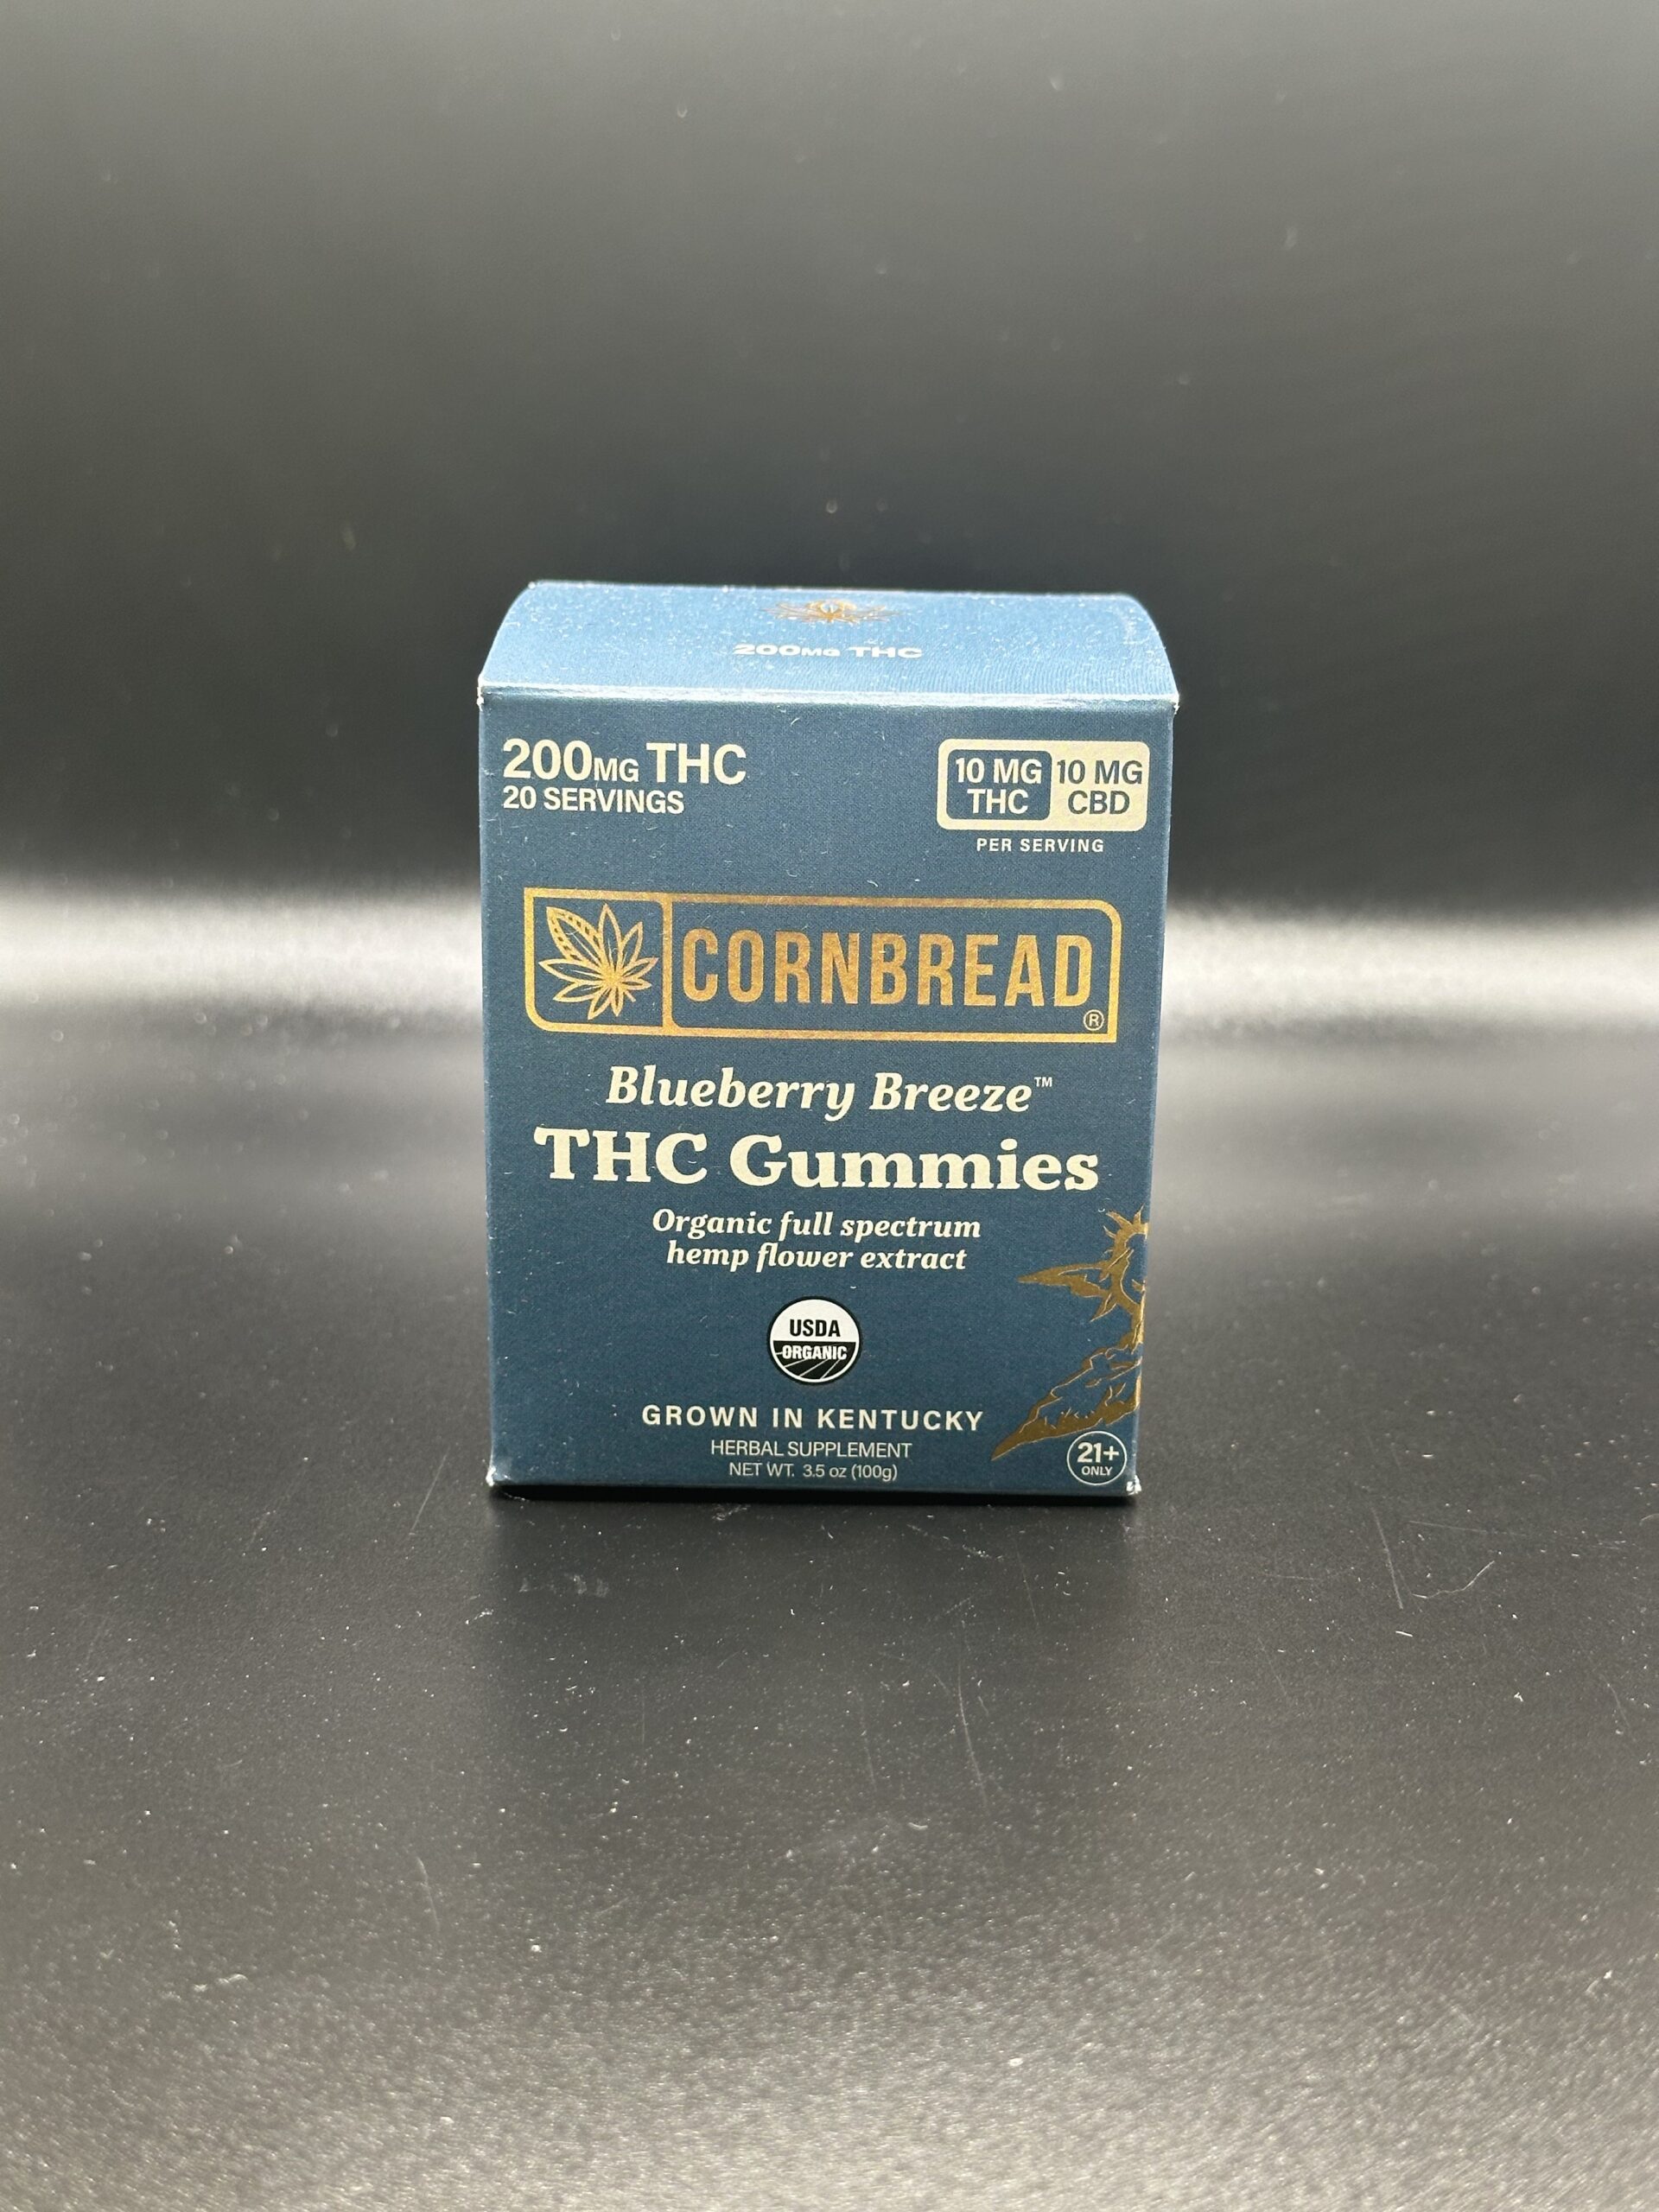 200MG THC
200MG THC
20 SERVINGS
10 MG THC
10 MG CBD
PER SERVING
CORNBREAD®
Blueberry Breeze™
THC Gummies
Organic full spectrum
hemp flower extract
USDA
ORGANIC
GROWN IN KENTUCKY
HERBAL SUPPLEMENT
NET WT. 3.5 oz (100g)
21+
ONLY